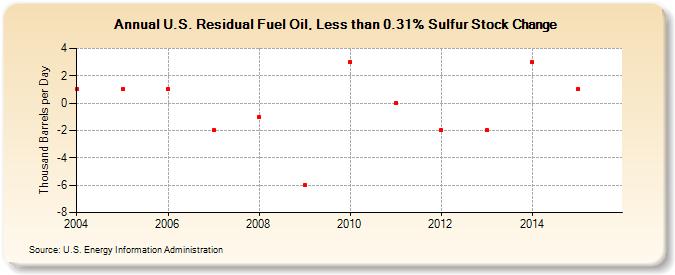 Annual U.S. Residual Fuel Oil, Less than 0.31% Sulfur Stock Change
Thousand Barrels per Day
4
2
0
-2
-4
-6
-8
2004 2006 2008 2010 2012 2014
Source: U.S. Energy Information Administration